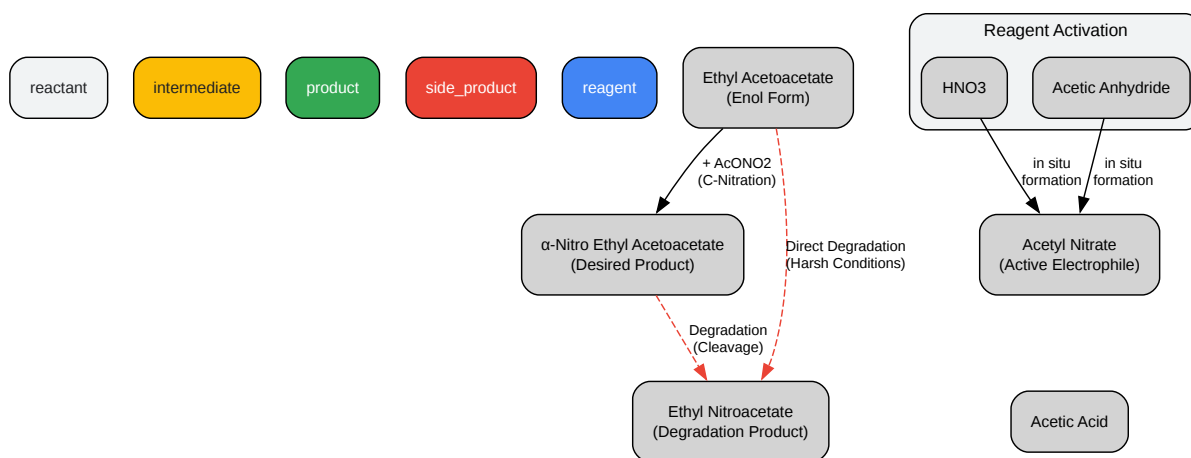 reactant
intermediate
product
side_product
reagent
Ethyl Acetoacetate
(Enol Form)
Reagent Activation
HNO3
Acetic Anhydride
+ AcONO2
(C-Nitration)
in situ
formation
in situ
formation
α-Nitro Ethyl Acetoacetate
(Desired Product)
Direct Degradation
(Harsh Conditions)
Acetyl Nitrate
(Active Electrophile)
Degradation
(Cleavage)
Ethyl Nitroacetate
(Degradation Product)
Acetic Acid